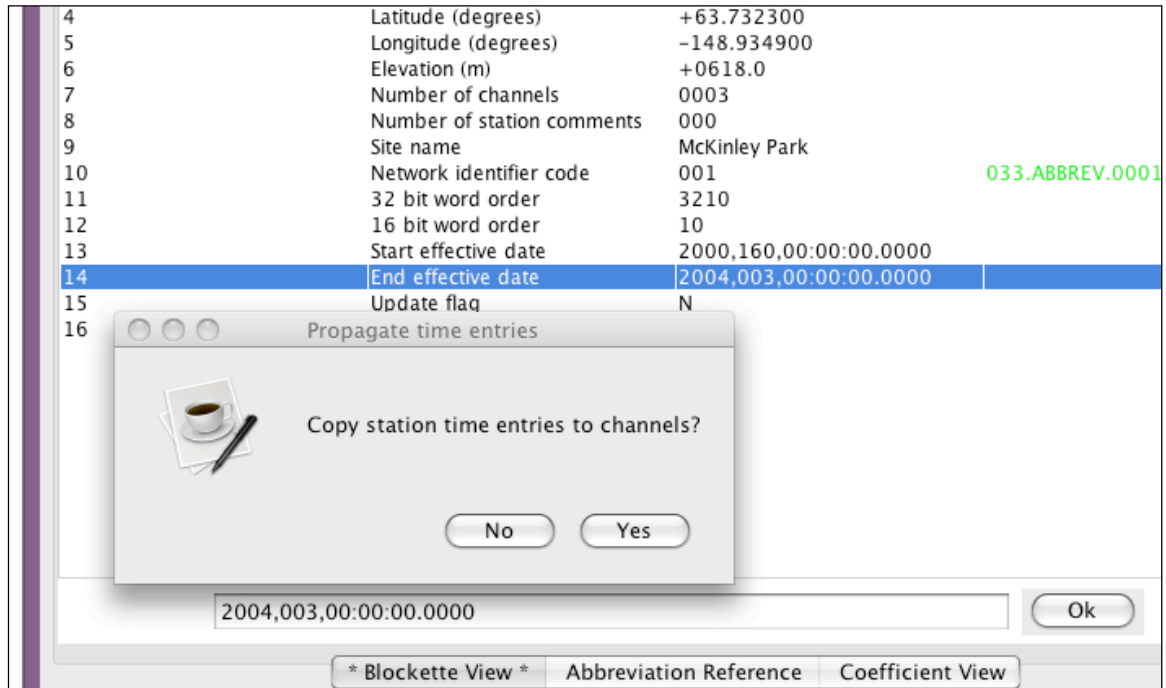 4 Latitude (degrees) +63.732300
5 Longitude (degrees) -148.934900
6 Elevation (m) +0618.0
7 Number of channels 0003
8 Number of station comments 000
9 Site name McKinley Park
10 Network identifier code 001 033.ABBREV.0001
11 32 bit word order 3210
12 16 bit word order 10
13 Start effective date 2000,160,00:00:00.0000
14 End effective date 2004,003,00:00:00.0000
15 Update flag N
16
Propagate time entries
Copy station time entries to channels?
No Yes
2004,003,00:00:00.0000 Ok
* Blockette View * Abbreviation Reference Coefficient View